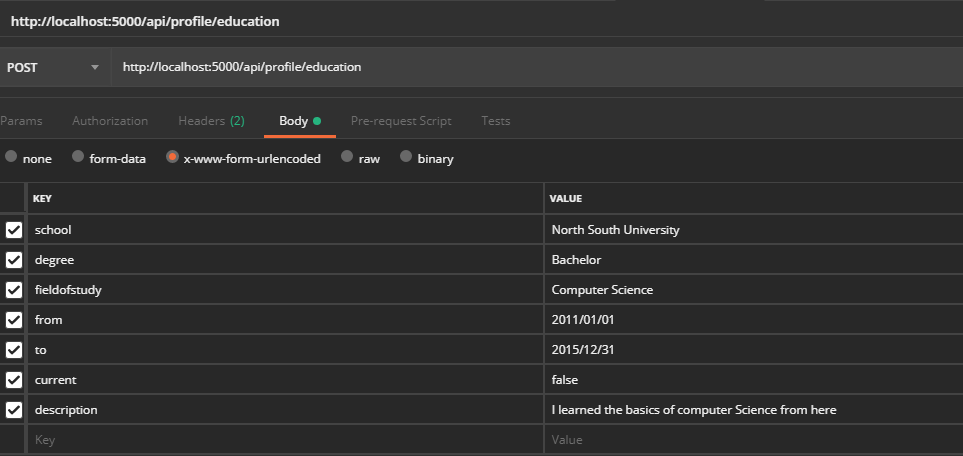 http://localhost:5000/api/profile/education
POST http://localhost:5000/api/profile/education
Params Authorization Headers (2) Body Pre-request Script Tests
none form-data x-www-form-urlencoded raw binary
KEY VALUE
school North South University
degree Bachelor
fieldofstudy Computer Science
from 2011/01/01
to 2015/12/31
current false
description I learned the basics of computer Science from here
Key Value